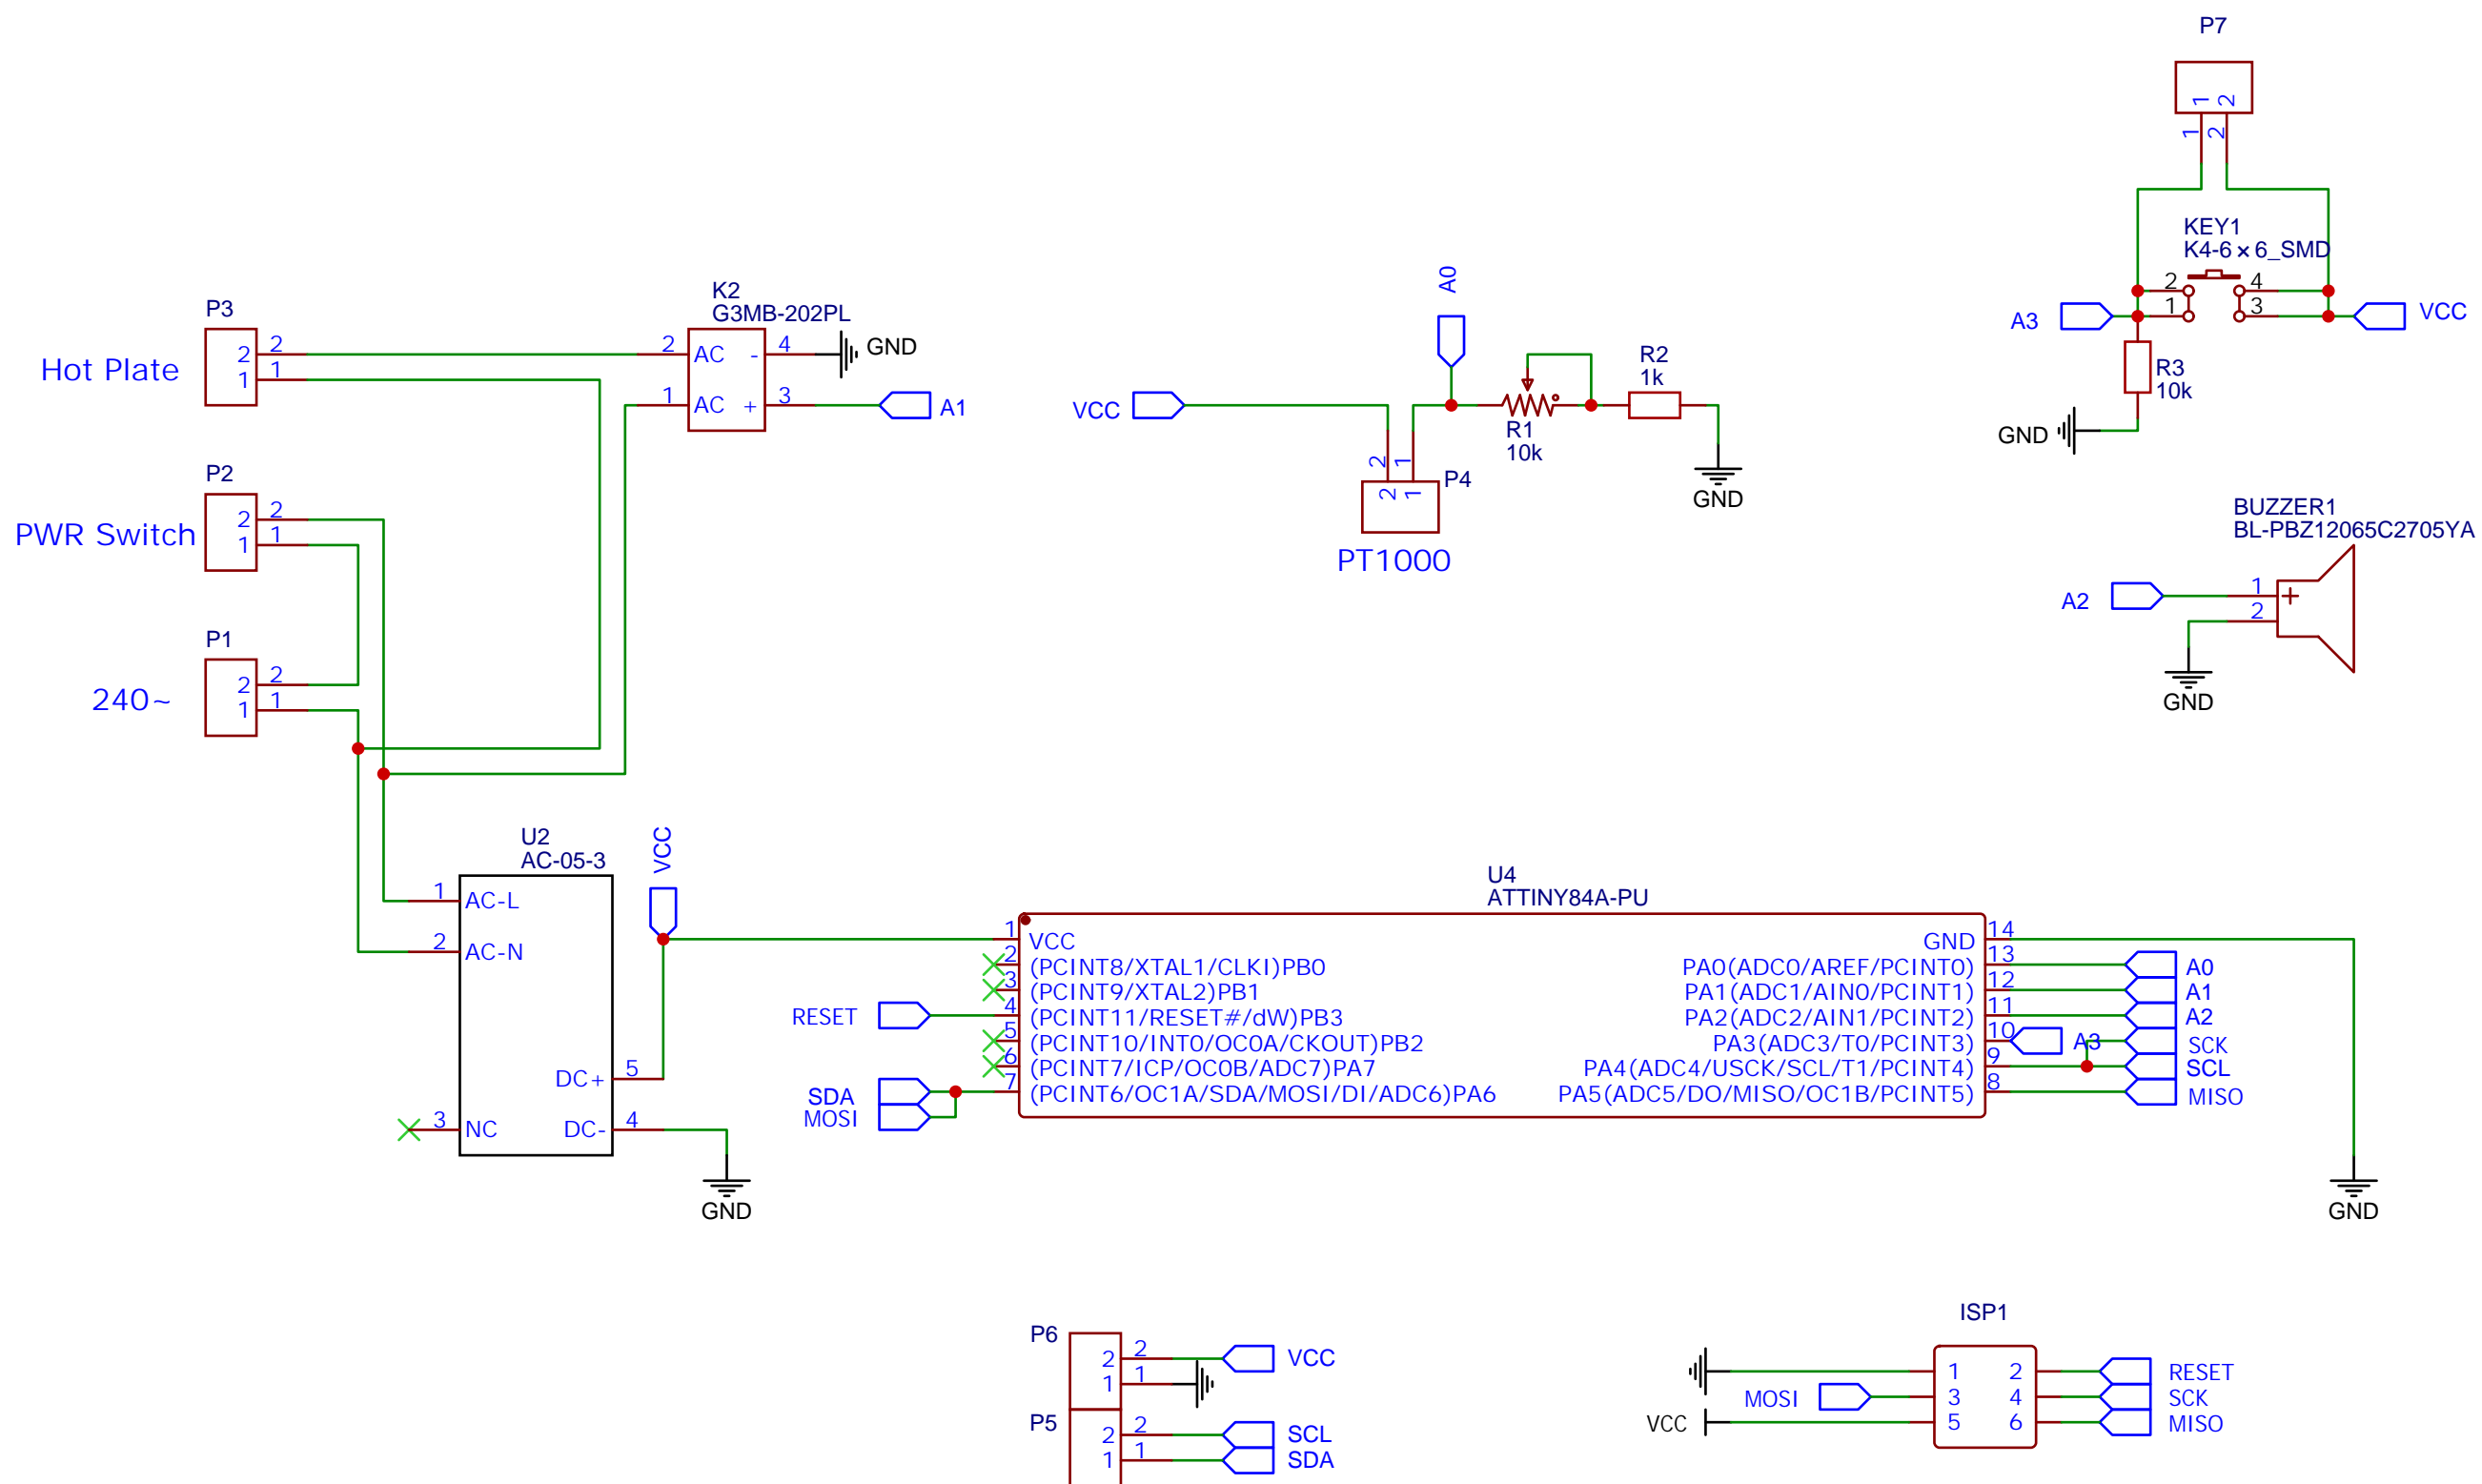 P7
1 2
1 2
KEY1
K4-6×6_SMD
2 4
1 3
A3
VCC
R3
10k
GND
P3
Hot Plate
2 2
1 1
K2
G3MB-202PL
2 AC - 4
GND
1 AC + 3
A1
A0
VCC
R1
10k
R2
1k
GND
2 1
2 1
P4
PT1000
P2
PWR Switch
2 2
1 1
BUZZER1
BL-PBZ12065C2705YA
A2
1 +
2
GND
P1
240~
2 2
1 1
U2
AC-05-3
1 AC-L
2 AC-N
3 NC
DC+ 5
DC- 4
VCC
GND
U4
ATTINY84A-PU
1 VCC
2 (PCINT8/XTAL1/CLKI)PB0
3 (PCINT9/XTAL2)PB1
RESET 4 (PCINT11/RESET#/dW)PB3
5 (PCINT10/INT0/OC0A/CKOUT)PB2
6 (PCINT7/ICP/OC0B/ADC7)PA7
SDA 7 (PCINT6/OC1A/SDA/MOSI/DI/ADC6)PA6
MOSI
GND 14
PA0(ADC0/AREF/PCINT0) 13 A0
PA1(ADC1/AIN0/PCINT1) 12 A1
PA2(ADC2/AIN1/PCINT2) 11 A2
PA3(ADC3/T0/PCINT3) 10 A3 SCK
PA4(ADC4/USCK/SCL/T1/PCINT4) 9 SCL
PA5(ADC5/DO/MISO/OC1B/PCINT5) 8 MISO
GND
P6
2 2 VCC
1 1
P5
2 2 SCL
1 1 SDA
ISP1
1 2 RESET
MOSI 3 4 SCK
VCC 5 6 MISO